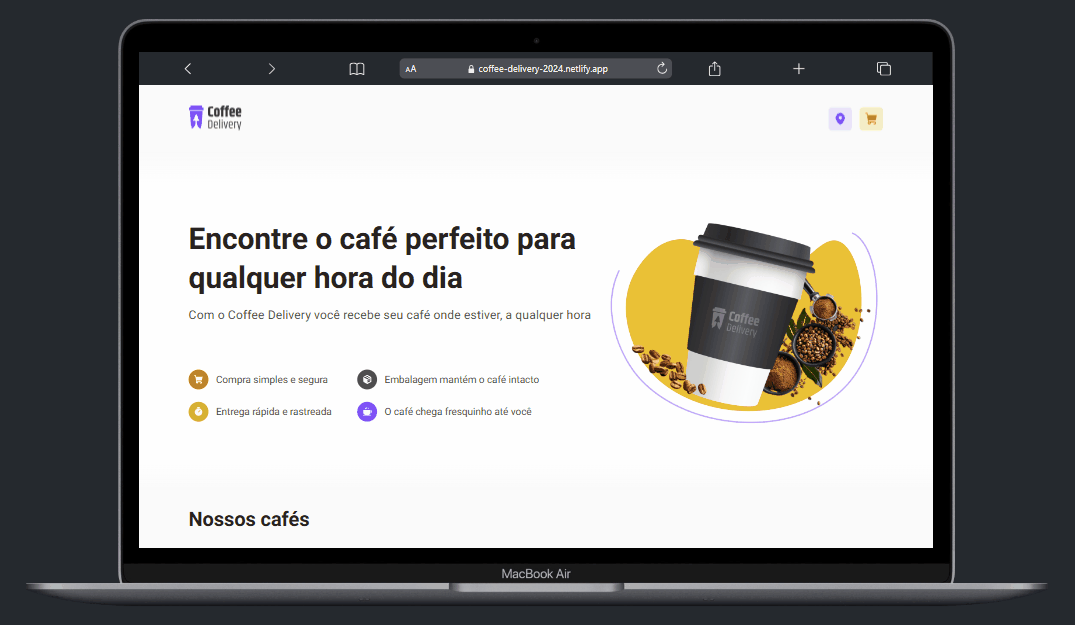 AA
coffee-delivery-2024.netlify.app
Coffee
Delivery
Encontre o café perfeito para
qualquer hora do dia
Com o Coffee Delivery você recebe seu café onde estiver, a qualquer hora
Coffee
Delivery
Compra simples e segura
Embalagem mantém o café intacto
Entrega rápida e rastreada
O café chega fresquinho até você
Nossos cafés
MacBook Air